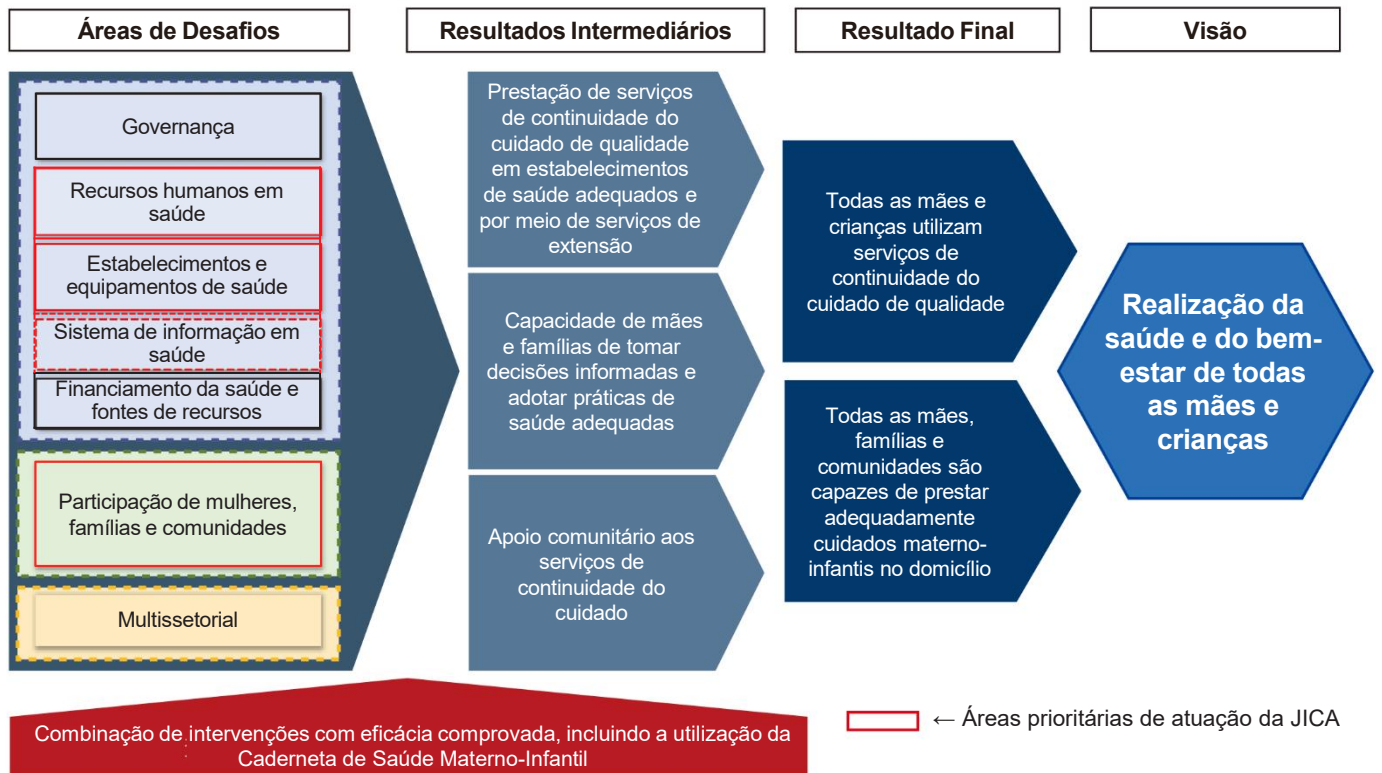 Áreas de Desafios
Resultados Intermediários
Resultado Final
Visão
Governança
Recursos humanos em
saúde
Estabelecimentos e
equipamentos de saúde
Sistema de informação em
saúde
Financiamento da saúde e
fontes de recursos
Participação de mulheres,
famílias e comunidades
Multissetorial
Prestação de serviços
de continuidade do
cuidado de qualidade
em estabelecimentos
de saúde adequados e
por meio de serviços de
extensão
Capacidade de mães
e famílias de tomar
decisões informadas e
adotar práticas de
saúde adequadas
Apoio comunitário aos
serviços de
continuidade do
cuidado
Todas as mães e
crianças utilizam
serviços de
continuidade do
cuidado de qualidade
Todas as mães,
famílias e
comunidades são
capazes de prestar
adequadamente
cuidados materno-
infantis no domicílio
Realização da
saúde e do bem-
estar de todas
as mães e
crianças
Combinação de intervenções com eficácia comprovada, incluindo a utilização da
Caderneta de Saúde Materno-Infantil
← Áreas prioritárias de atuação da JICA